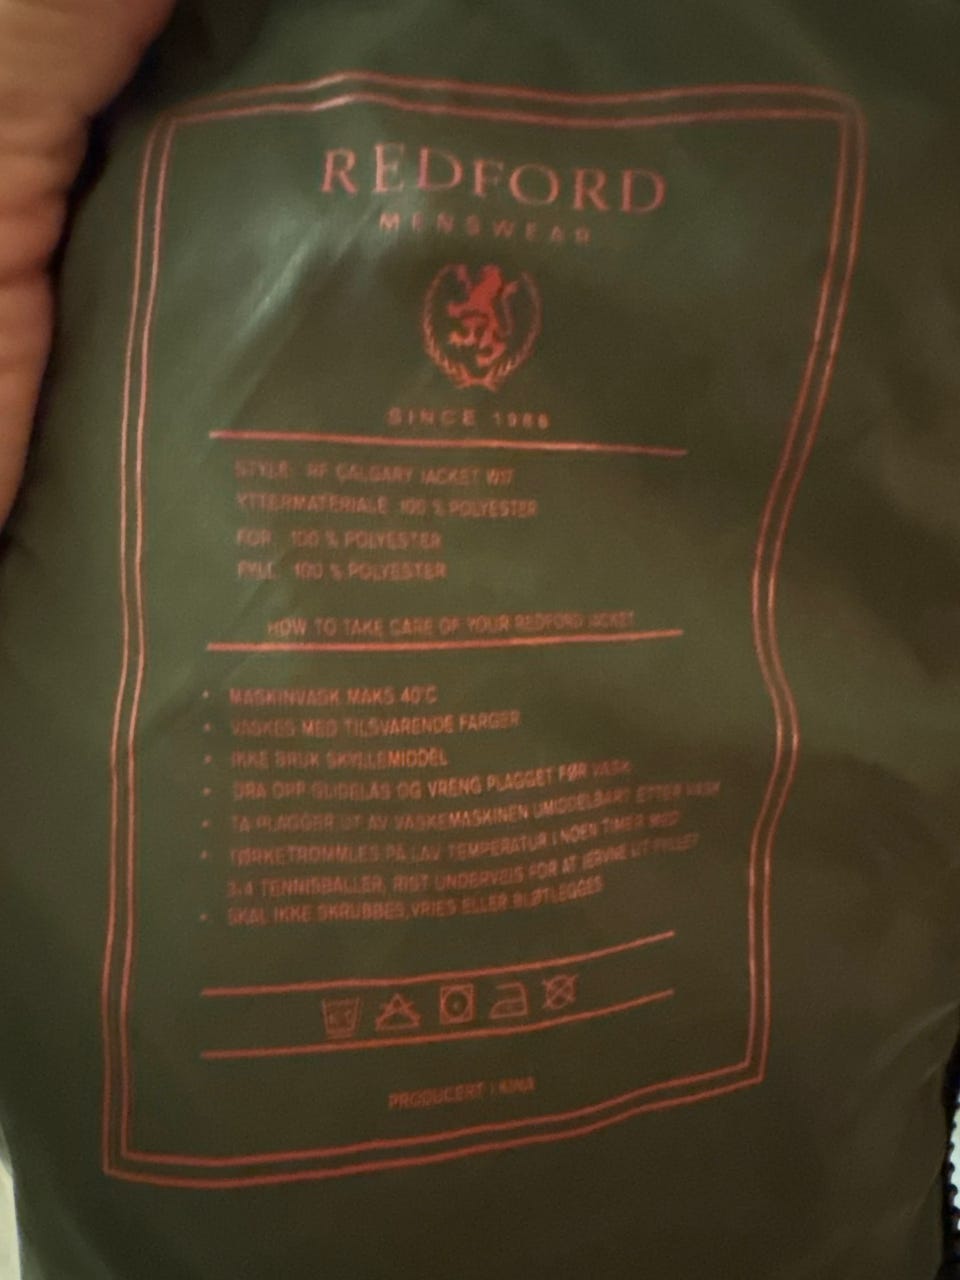 REDFORD
MENSWEAR
SINCE 1988
STYLE: RF CALGARY JACKET W17
YTTERMATERIALE 100 % POLYESTER
FOR 100 % POLYESTER
FYLL 100 % POLYESTER
HOW TO TAKE CARE OF YOUR REDFORD JACKET
• MASKINVASK MAKS 40°C
• VASKES MED TILSVARENDE FARGER
• IKKE BRUK SKYLLEMIDDEL
• DRA OPP GLIDELÅS OG VRENG PLAGGET FØR VASK
• TA PLAGGER UT AV VASKEMASKINEN UMIDDELBART ETTER VASK
• TØRKETROMMLES PÅ LAV TEMPERATUR I NOEN TIMER MED
3-4 TENNISBALLER, RIST UNDERVEIS FOR AT JEVNE UT FYLLET
• SKAL IKKE SKRUBBES, VRIES ELLER BLØTLEGGES
PRODUCERT I KINA